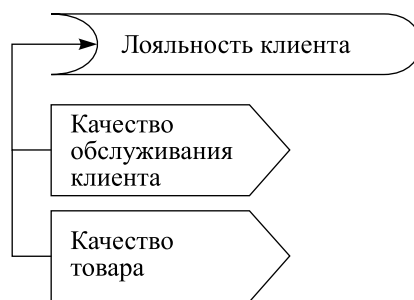 Лояльность клиента
Качество
обслуживания
клиента
Качество
товара